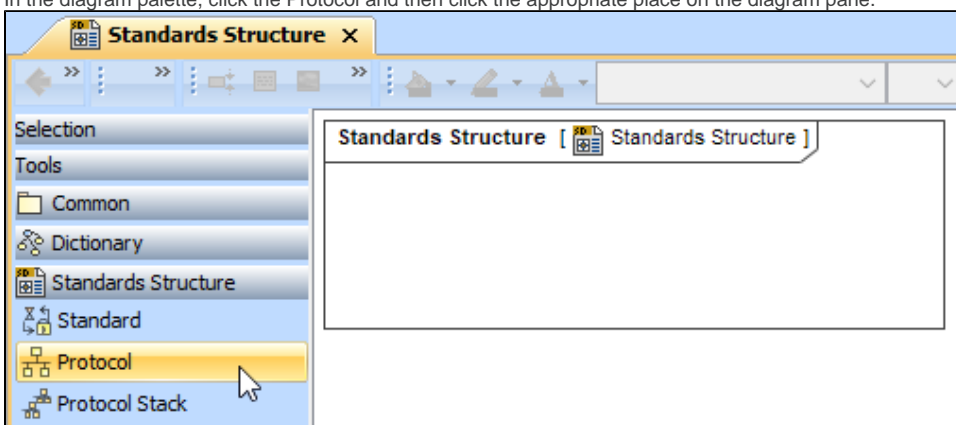 In the diagram palette, click the Protocol and then click the appropriate place on the diagram pane.
Standards Structure X
Selection
Standards Structure [ Standards Structure ]
Tools
Common
Dictionary
Standards Structure
Standard
Protocol
Protocol Stack